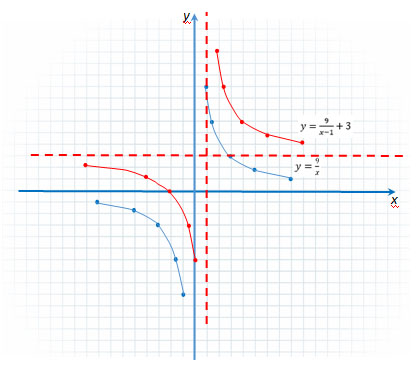 y
y = 9/(x−1) + 3
y = 9/x
x